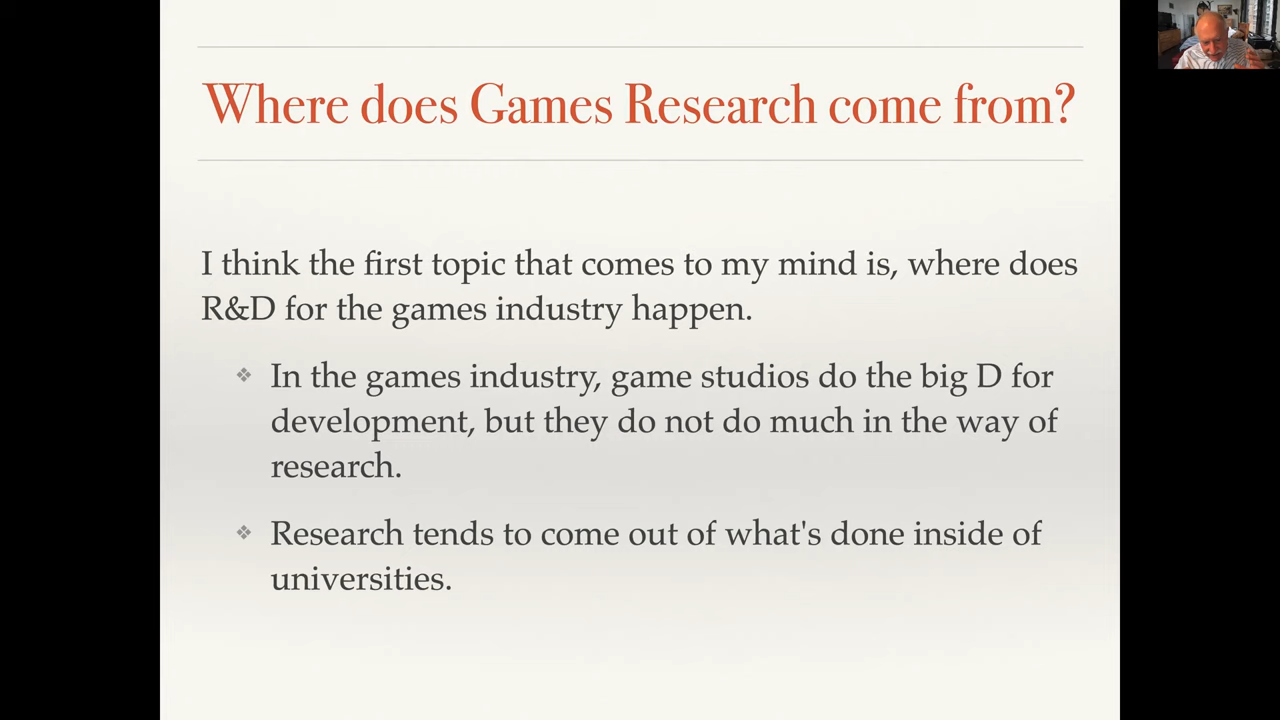 Where does Games Research come from?
I think the first topic that comes to my mind is, where does
R&D for the games industry happen.
In the games industry, game studios do the big D for
development, but they do not do much in the way of
research.
Research tends to come out of what's done inside of
universities.